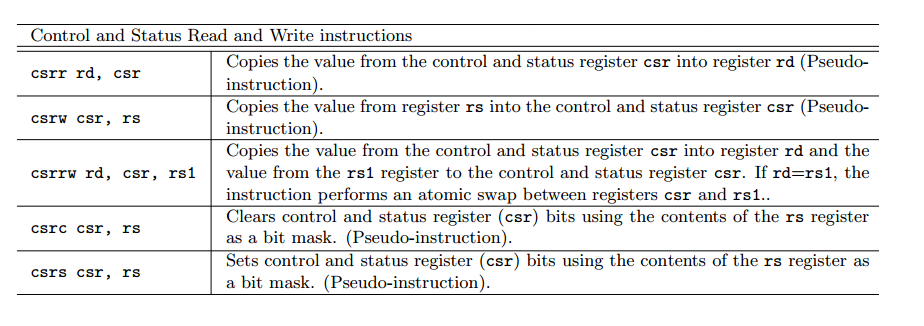 Control and Status Read and Write instructions
csrr rd, csr
Copies the value from the control and status register csr into register rd (Pseudo-
instruction).
csrw csr, rs
Copies the value from register rs into the control and status register csr (Pseudo-
instruction).
csrrw rd, csr, rs1
Copies the value from the control and status register csr into register rd and the
value from the rs1 register to the control and status register csr. If rd=rs1, the
instruction performs an atomic swap between registers csr and rs1..
csrc csr, rs
Clears control and status register (csr) bits using the contents of the rs register
as a bit mask. (Pseudo-instruction).
csrs csr, rs
Sets control and status register (csr) bits using the contents of the rs register as
a bit mask. (Pseudo-instruction).